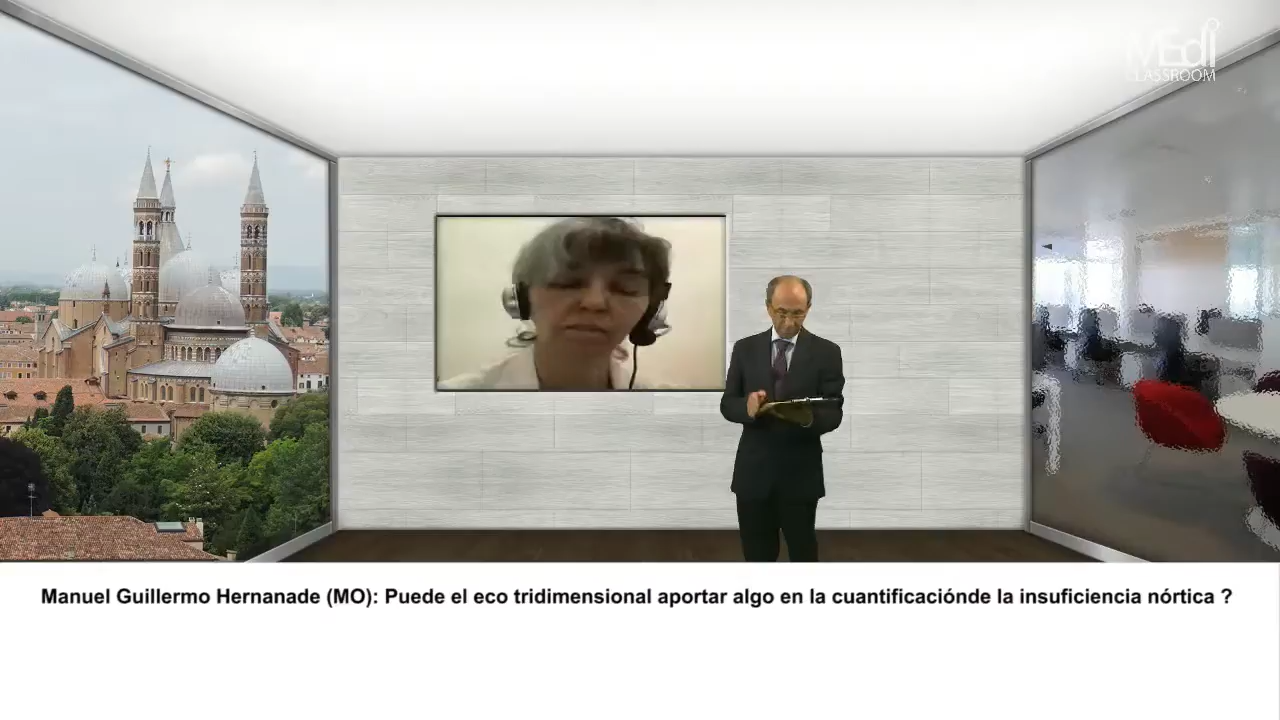 MEdi
CLASSROOM
Manuel Guillermo Hernanade (MO): Puede el eco tridimensional aportar algo en la cuantificaciónde la insuficiencia nórtica ?